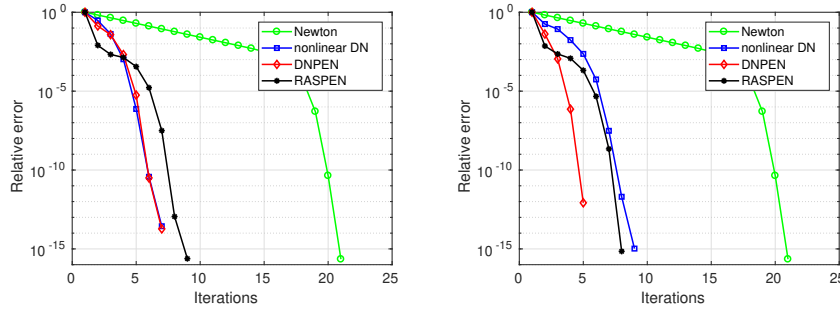 10^0
10^-5
10^-10
10^-15
Relative error
0
5
10
15
20
25
Iterations
Newton
nonlinear DN
DNPEN
RASPEN
10^0
10^-5
10^-10
10^-15
Relative error
0
5
10
15
20
25
Iterations
Newton
nonlinear DN
DNPEN
RASPEN